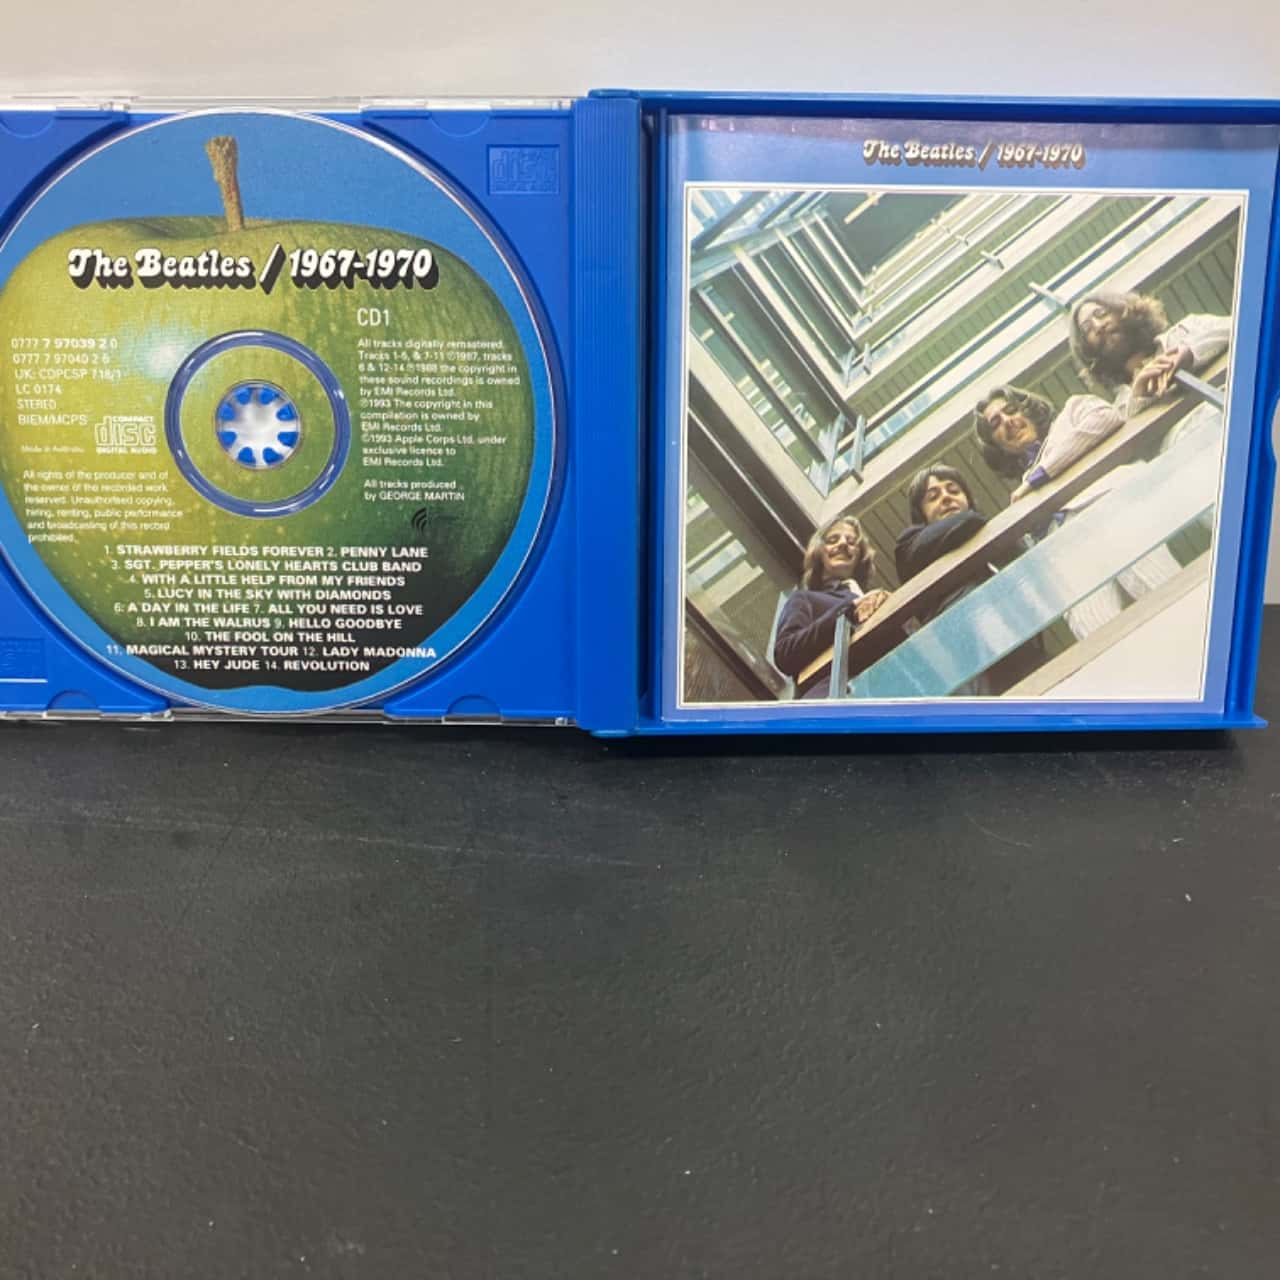 The Beatles / 1967-1970
CD1
0777 7 97039 2 0
0777 7 97040 2 6
UK: CDPCSP 718/1
LC 0174
STEREO
BIEM/MCPS
COMPACT
disc
DIGITAL AUDIO
Made in Australia
All rights of the producer and of
the owner of the recorded work
reserved. Unauthorised copying,
hiring, renting, public performance
and broadcasting of this record
prohibited.
All tracks digitally remastered.
Tracks 1-5, & 7-11 ℗1987, tracks
6 & 12-14 ℗1988 the copyright in
these sound recordings is owned
by EMI Records Ltd.
℗1993 The copyright in this
compilation is owned by
EMI Records Ltd.
©1993 Apple Corps Ltd. under
exclusive licence to
EMI Records Ltd.
All tracks produced
by GEORGE MARTIN
1. STRAWBERRY FIELDS FOREVER 2. PENNY LANE
3. SGT. PEPPER'S LONELY HEARTS CLUB BAND
4. WITH A LITTLE HELP FROM MY FRIENDS
5. LUCY IN THE SKY WITH DIAMONDS
6. A DAY IN THE LIFE 7. ALL YOU NEED IS LOVE
8. I AM THE WALRUS 9. HELLO GOODBYE
10. THE FOOL ON THE HILL
11. MAGICAL MYSTERY TOUR 12. LADY MADONNA
13. HEY JUDE 14. REVOLUTION
disc
The Beatles / 1967-1970